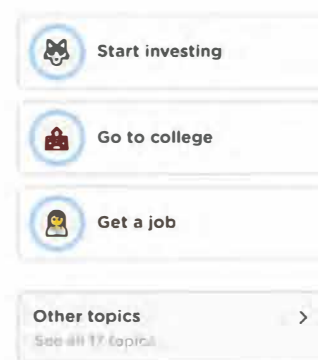 Start investing
Go to college
Get a job
Other topics
See all 17 topics